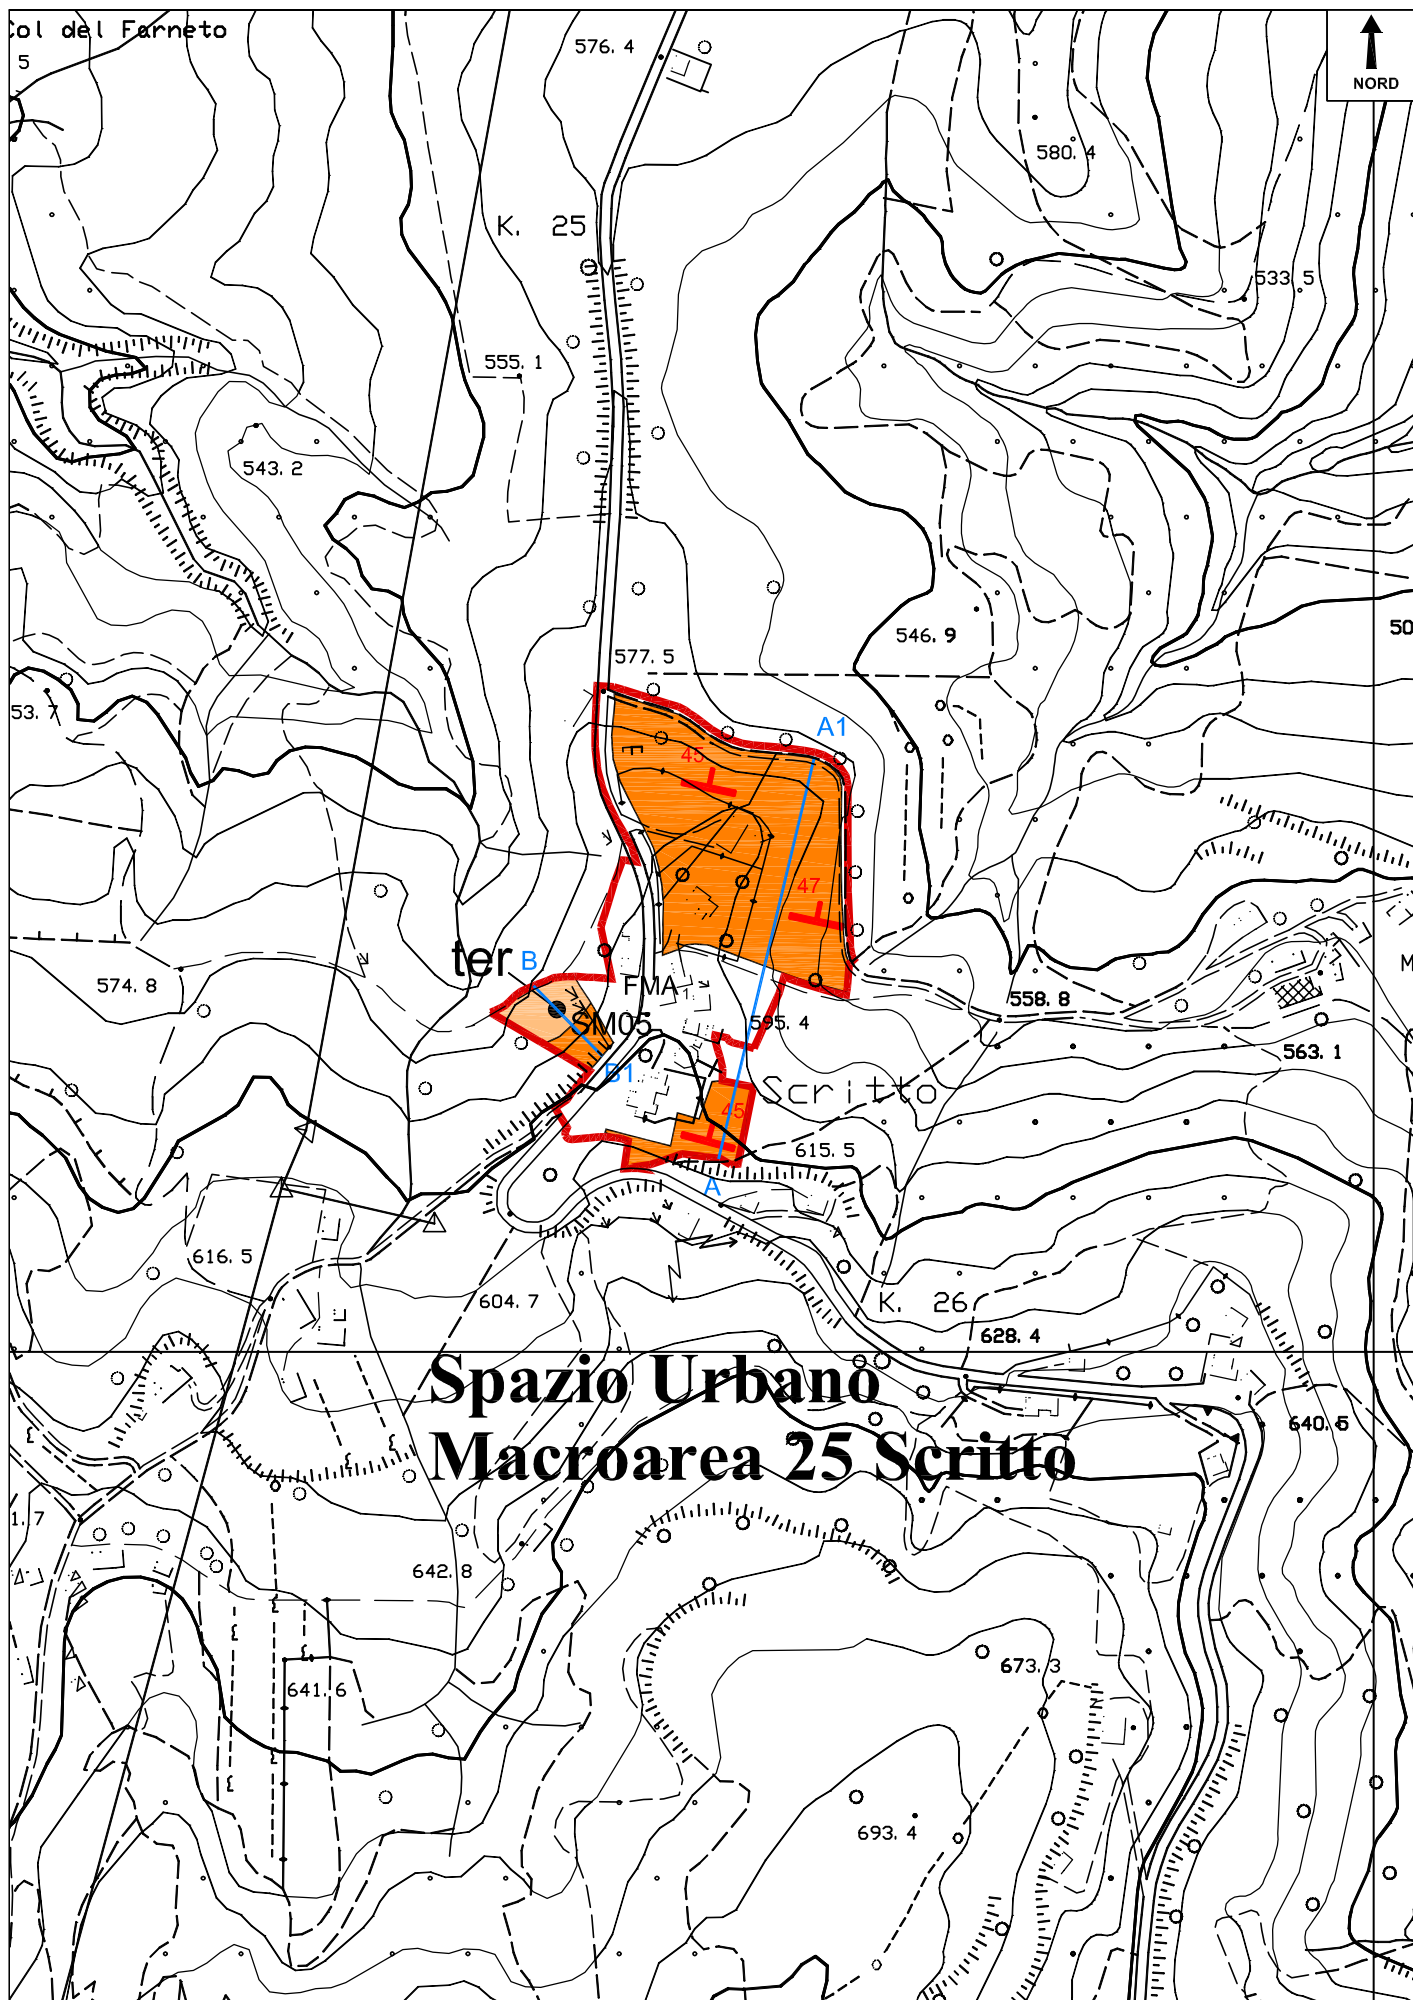 Col del Farneto
5
576. 4
NORD
580. 4
K. 25
533. 5
555. 1
543. 2
546. 9
50
577. 5
53. 7
A1
45
47
ter
B
574. 8
FMA
M
558. 8
SM05
595. 4
563. 1
B1
Scritto
45
615. 5
A
616. 5
604. 7
K. 26
628. 4
Spazio Urbano
640. 5
Macroarea 25 Scritto
1. 7
642. 8
673. 3
641. 6
693. 4